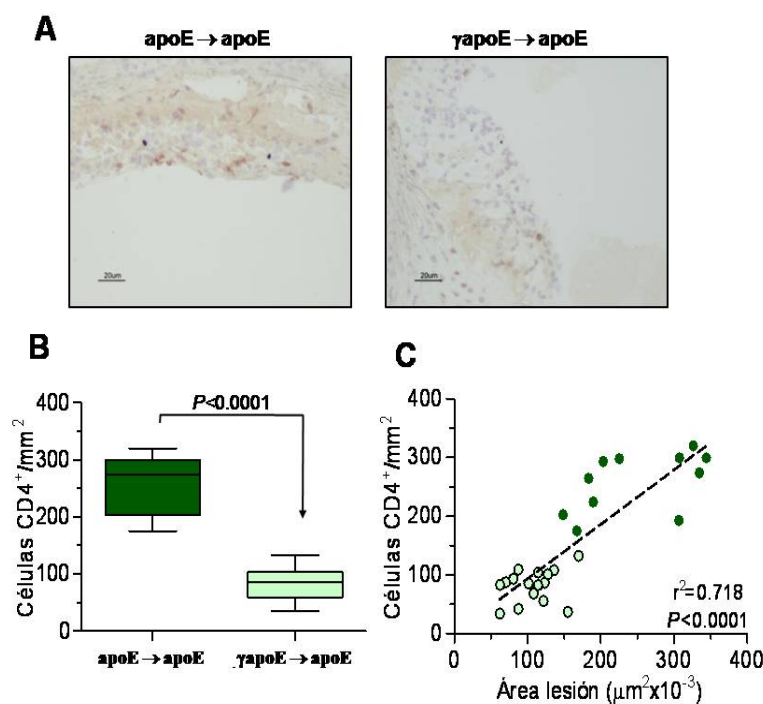 A
apoE→apoE
γapoE→apoE
20um
20um
B
P<0.0001
Células CD4⁺/mm²
400
300
200
100
0
apoE→apoE
γapoE→apoE
C
Células CD4⁺/mm²
400
300
200
100
0
r²=0.718
P<0.0001
0 100 200 300 400
Área lesión (μm²x10⁻³)